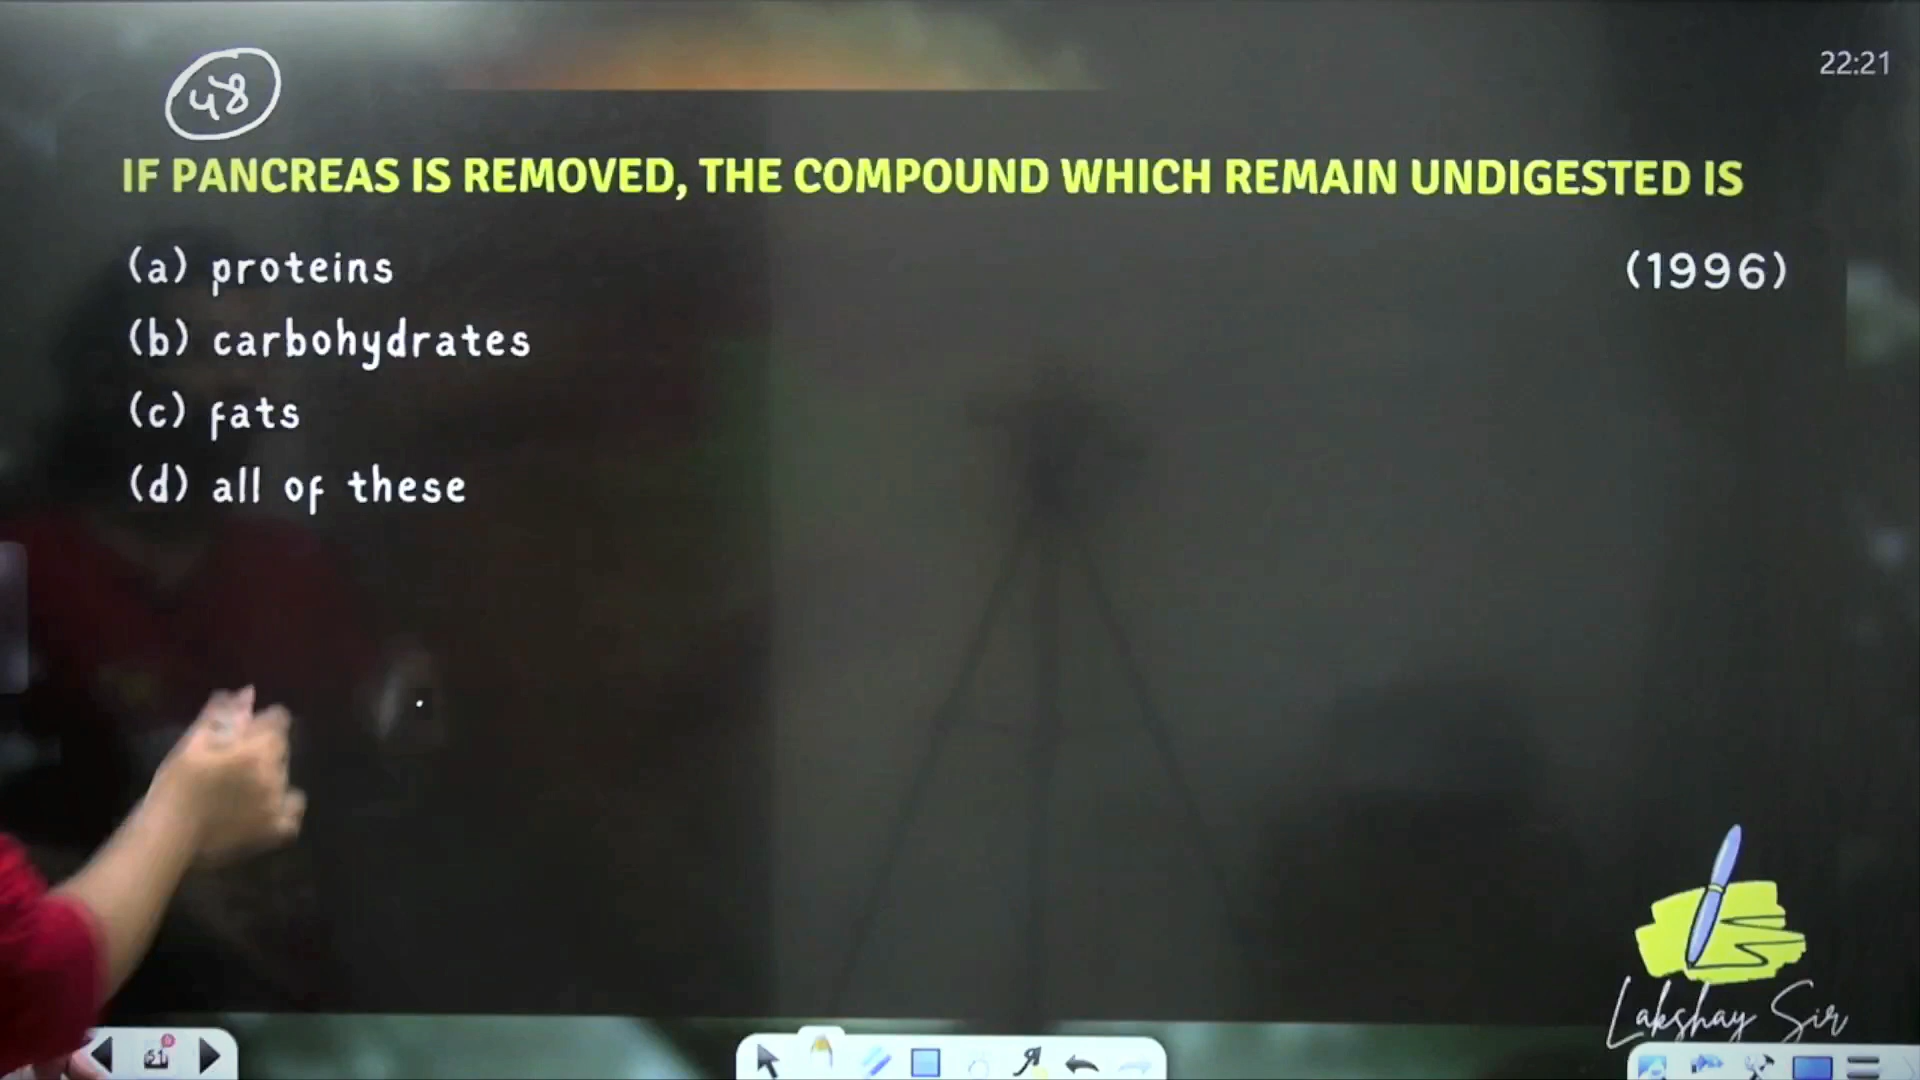 48
22:21
IF PANCREAS IS REMOVED, THE COMPOUND WHICH REMAIN UNDIGESTED IS
(a) proteins
(1996)
(b) carbohydrates
(c) fats
(d) all of these
Lakshay Sir
51